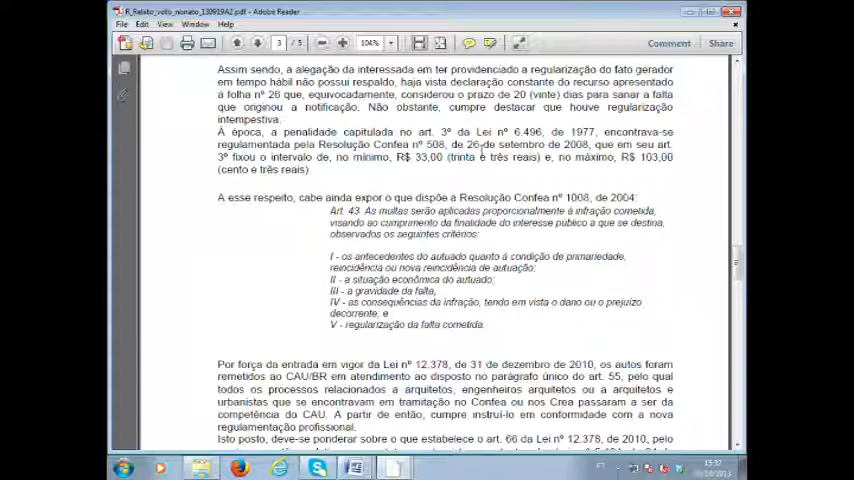 R_Relato_voto_nonato_130919A2.pdf - Adobe Reader
File Edit View Window Help
3 / 5 104% Comment Share
Assim sendo, a alegação da interessada em ter providenciado a regularização do fato gerador
em tempo hábil não possui respaldo, haja vista declaração constante do recurso apresentado
à folha nº 26 que, equivocadamente, considerou o prazo de 20 (vinte) dias para sanar a falta
que originou a notificação. Não obstante, cumpre destacar que houve regularização
intempestiva.
À época, a penalidade capitulada no art. 3º da Lei nº 6.496, de 1977, encontrava-se
regulamentada pela Resolução Confea nº 508, de 26 de setembro de 2008, que em seu art.
3º fixou o intervalo de, no mínimo, R$ 33,00 (trinta e três reais) e, no máximo, R$ 103,00
(cento e três reais).
A esse respeito, cabe ainda expor o que dispõe a Resolução Confea nº 1008, de 2004:
Art. 43. As multas serão aplicadas proporcionalmente à infração cometida,
visando ao cumprimento da finalidade do interesse público a que se destina,
observados os seguintes critérios:
I - os antecedentes do autuado quanto à condição de primariedade,
reincidência ou nova reincidência de autuação;
II - a situação econômica do autuado;
III - a gravidade da falta;
IV - as consequências da infração, tendo em vista o dano ou o prejuízo
decorrente; e
V - regularização da falta cometida.
Por força da entrada em vigor da Lei nº 12.378, de 31 de dezembro de 2010, os autos foram
remetidos ao CAU/BR em atendimento ao disposto no parágrafo único do art. 55, pelo qual
todos os processos relacionados a arquitetos, engenheiros arquitetos ou a arquitetos e
urbanistas que se encontravam em tramitação no Confea ou nos Crea passaram a ser da
competência do CAU. A partir de então, cumpre instruí-lo em conformidade com a nova
regulamentação profissional.
Isto posto, deve-se ponderar sobre o que estabelece o art. 66 da Lei nº 12.378, de 2010, pelo
PT 15:37